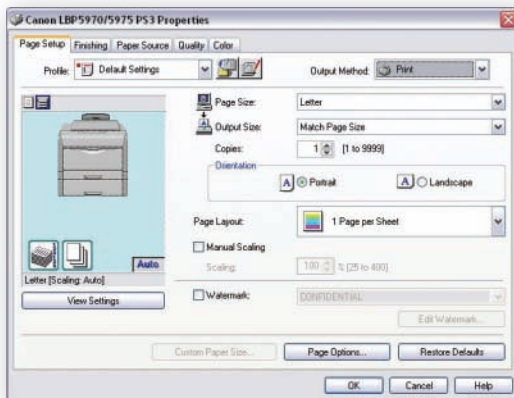 Canon LBP5970/5975 PS3 Properties
Page Setup Finishing Paper Source Quality Color
Profile: Default Settings Output Method: Print
Page Size: Letter
Output Size: Match Page Size
Copies: 1 [1 to 9999]
Orientation
A Portrait A Landscape
Page Layout: 1 Page per Sheet
Manual Scaling
Auto
Scaling: 100 % [25 to 400]
Letter [Scaling: Auto]
View Settings
Watermark: CONFIDENTIAL
Edit Watermark...
Custom Paper Size... Page Options... Restore Defaults
OK Cancel Help